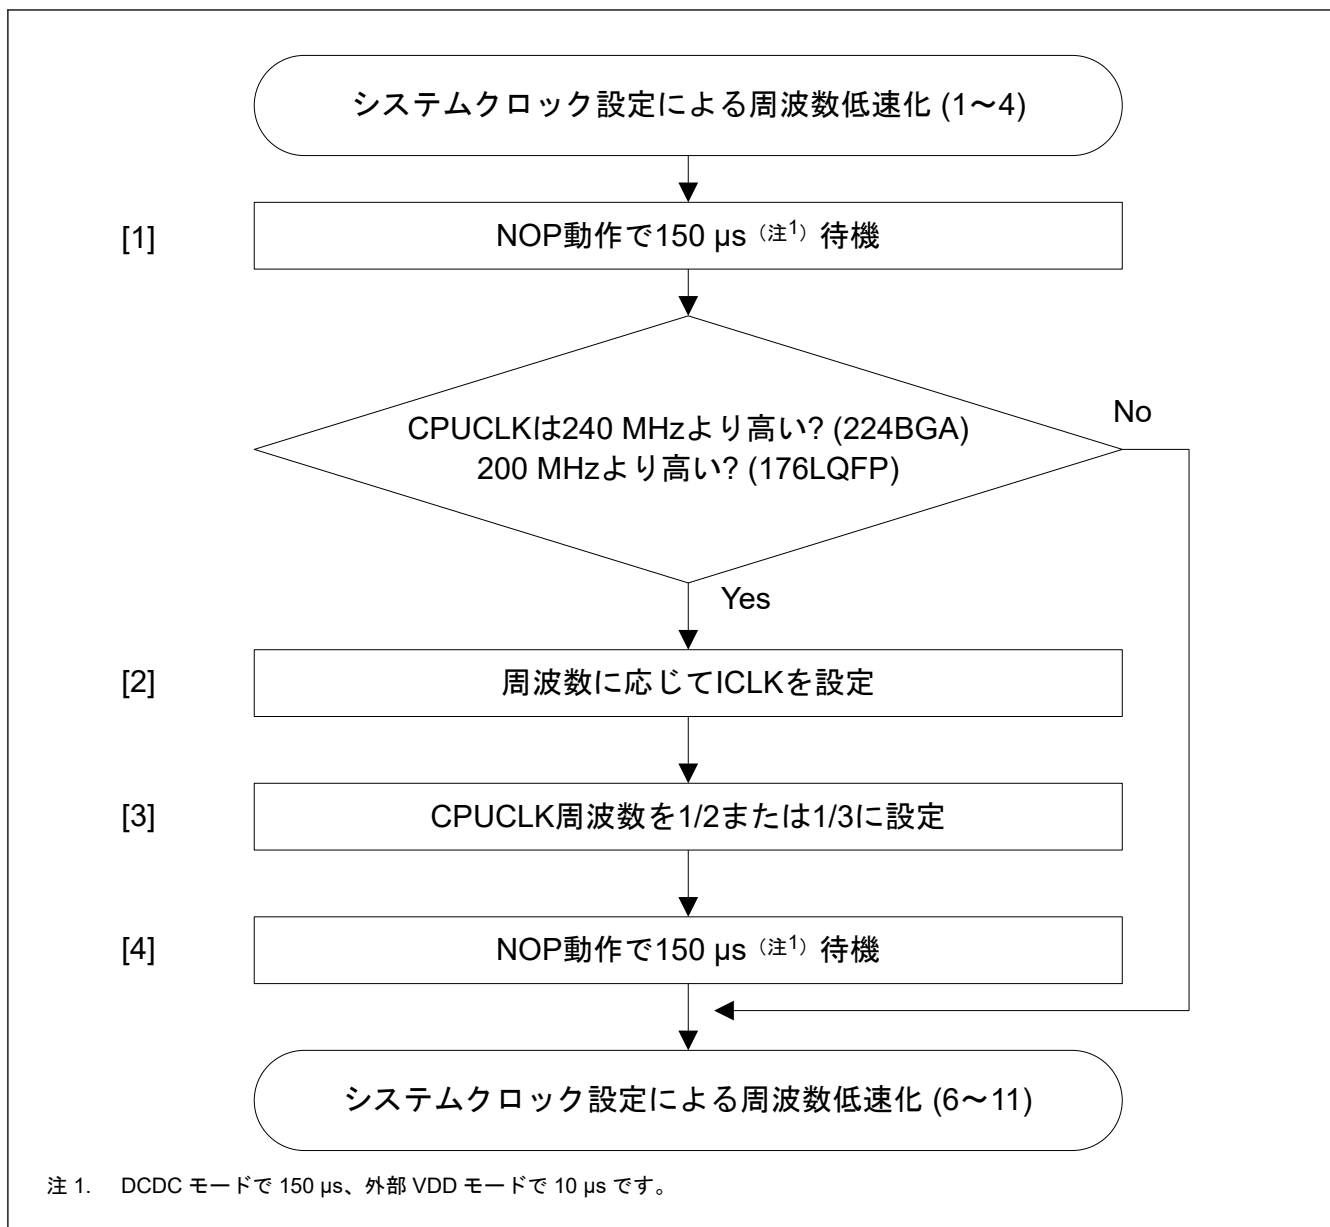 システムクロック設定による周波数低速化 (1～4)
[1]
NOP動作で150 µs（注1）待機
CPUCLKは240 MHzより高い? (224BGA)
200 MHzより高い? (176LQFP)
No
Yes
[2]
周波数に応じてICLKを設定
[3]
CPUCLK周波数を1/2または1/3に設定
[4]
NOP動作で150 µs（注1）待機
システムクロック設定による周波数低速化 (6～11)
注 1. DCDC モードで 150 µs、外部 VDD モードで 10 µs です。